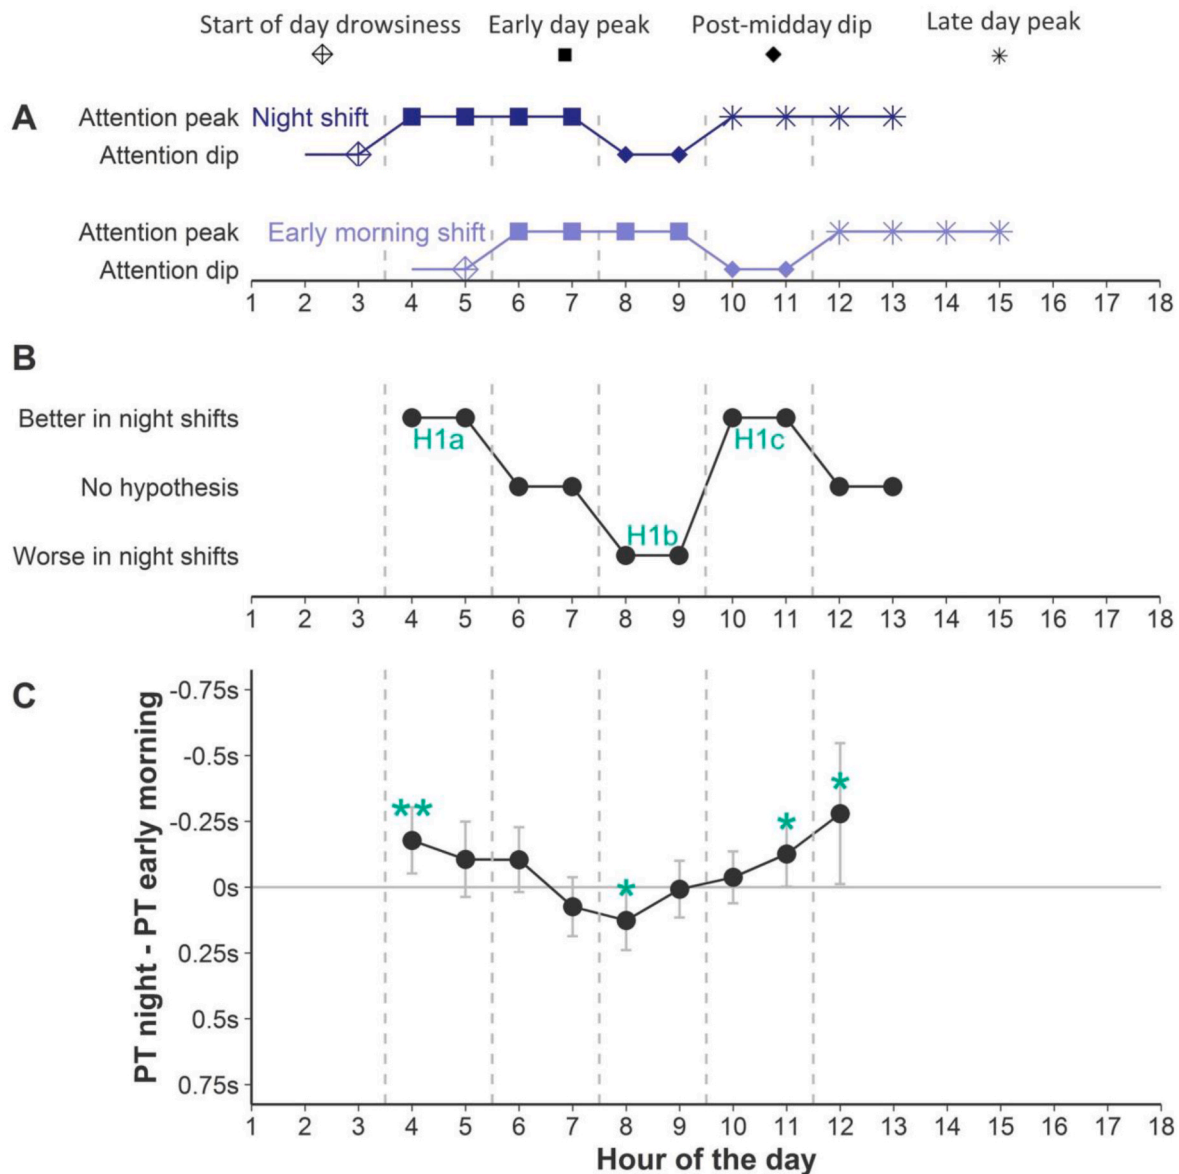 Start of day drowsiness Early day peak Post-midday dip Late day peak
A
Attention peak Night shift
Attention dip
Attention peak Early morning shift
Attention dip
1 2 3 4 5 6 7 8 9 10 11 12 13 14 15 16 17 18
B
Better in night shifts
H1a H1c
No hypothesis
H1b
Worse in night shifts
1 2 3 4 5 6 7 8 9 10 11 12 13 14 15 16 17 18
C
PT night - PT early morning
-0.75s
-0.5s
-0.25s
0s
0.25s
0.5s
0.75s
** * * *
1 2 3 4 5 6 7 8 9 10 11 12 13 14 15 16 17 18
Hour of the day